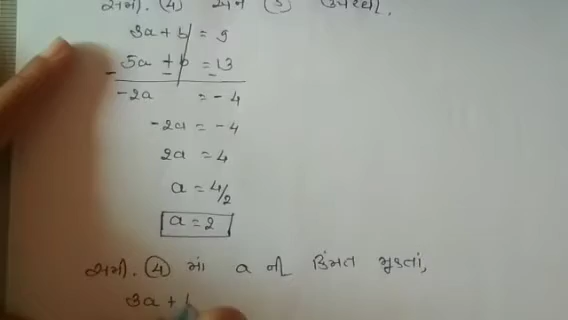 સમી. (4) અને (5) ઉપરથી.
3a + b = 9
- 5a + b = 13
- -
-2a = -4
-2a = -4
2a = 4
a = 4/2
a = 2
સમી. (4) માં a ની કિંમત મુકતાં,
3a + b